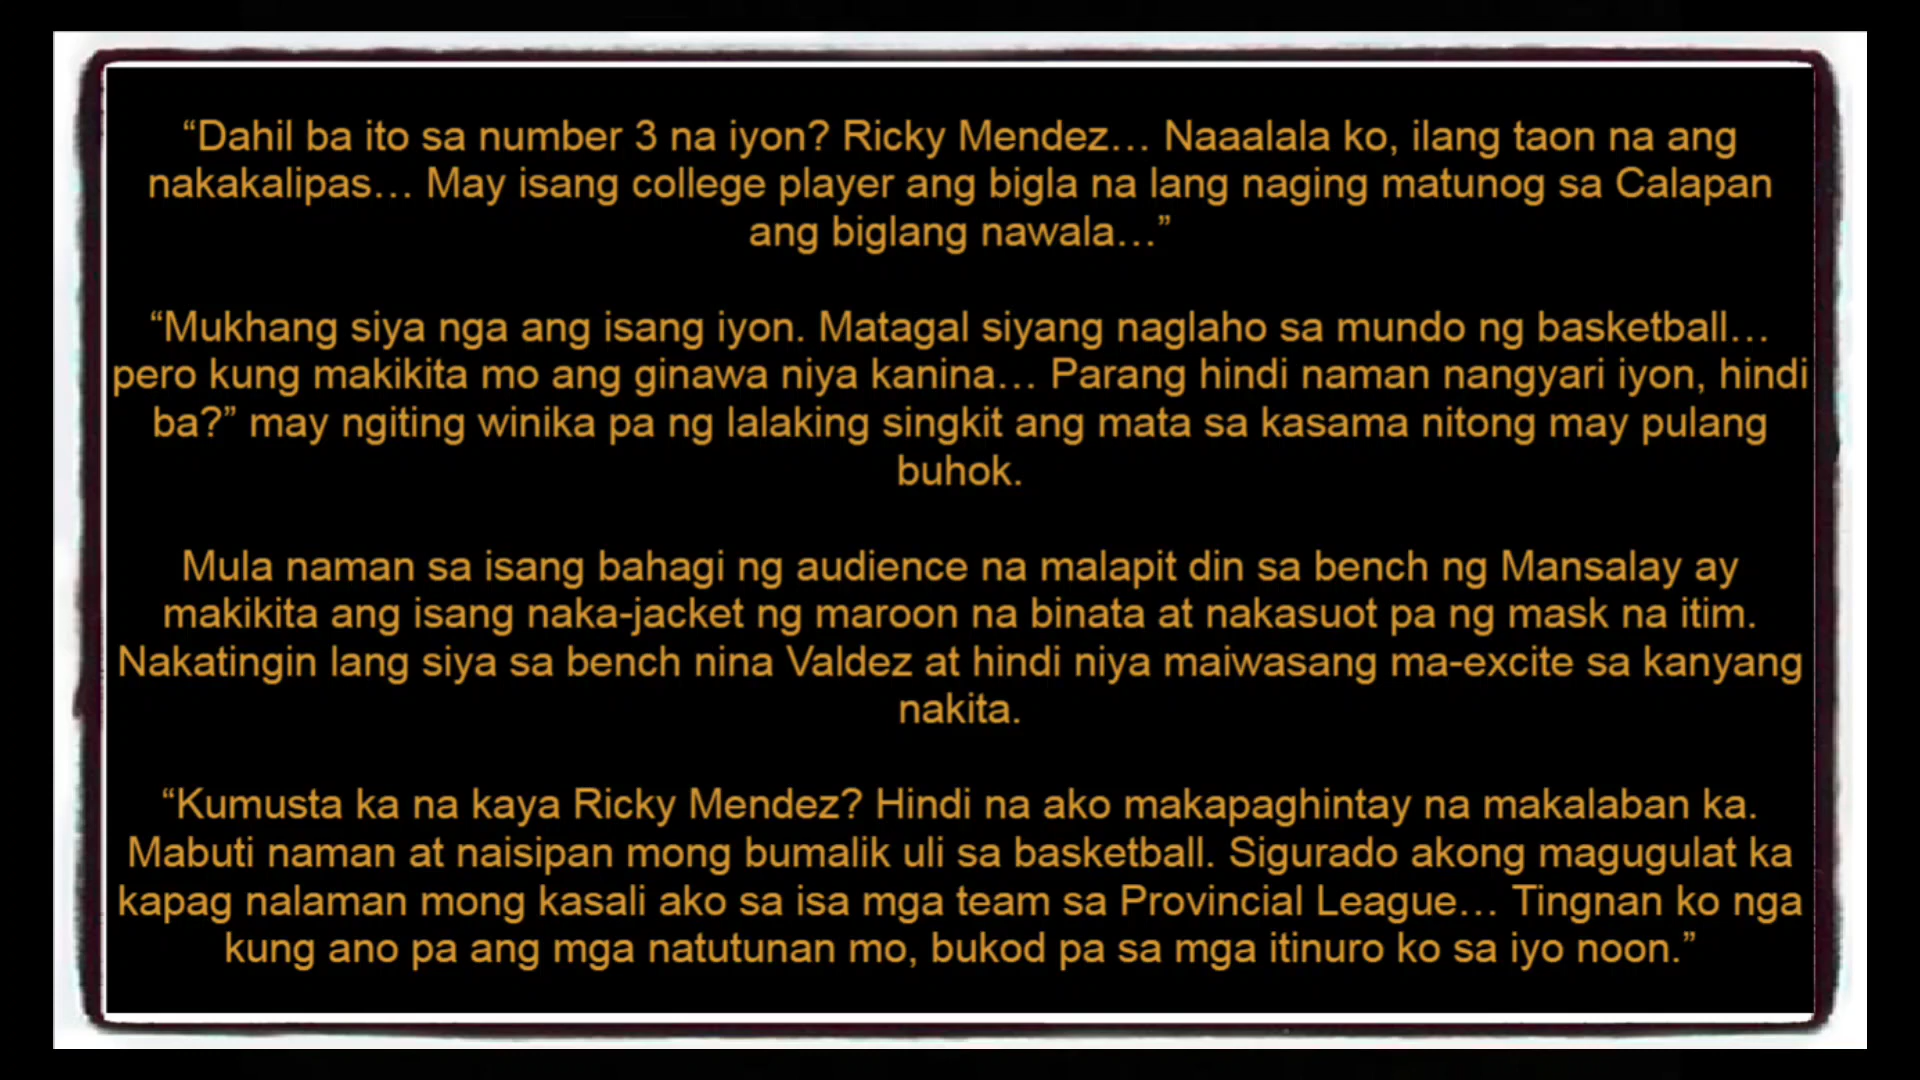 “Dahil ba ito sa number 3 na iyon? Ricky Mendez… Naaalala ko, ilang taon na ang
nakakalipas… May isang college player ang bigla na lang naging matunog sa Calapan
ang biglang nawala…”
“Mukhang siya nga ang isang iyon. Matagal siyang naglaho sa mundo ng basketball…
pero kung makikita mo ang ginawa niya kanina… Parang hindi naman nangyari iyon, hindi
ba?” may ngiting winika pa ng lalaking singkit ang mata sa kasama nitong may pulang
buhok.
Mula naman sa isang bahagi ng audience na malapit din sa bench ng Mansalay ay
makikita ang isang naka-jacket ng maroon na binata at nakasuot pa ng mask na itim.
Nakatingin lang siya sa bench nina Valdez at hindi niya maiwasang ma-excite sa kanyang
nakita.
“Kumusta ka na kaya Ricky Mendez? Hindi na ako makapaghintay na makalaban ka.
Mabuti naman at naisipan mong bumalik uli sa basketball. Sigurado akong magugulat ka
kapag nalaman mong kasali ako sa isa mga team sa Provincial League… Tingnan ko nga
kung ano pa ang mga natutunan mo, bukod pa sa mga itinuro ko sa iyo noon.”